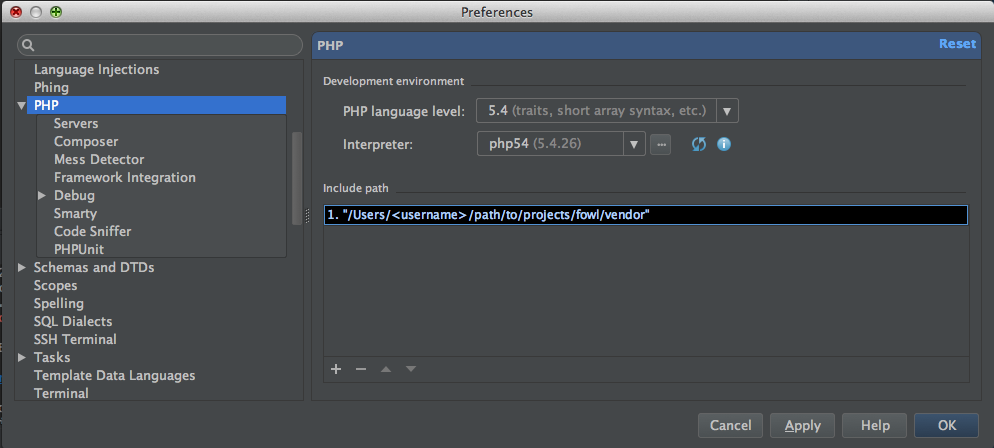 Preferences
Language Injections
Phing
PHP
Servers
Composer
Mess Detector
Framework Integration
Debug
Smarty
Code Sniffer
PHPUnit
Schemas and DTDs
Scopes
Spelling
SQL Dialects
SSH Terminal
Tasks
Template Data Languages
Terminal
PHP
Reset
Development environment
PHP language level: 5.4 (traits, short array syntax, etc.)
Interpreter: php54 (5.4.26) ...
Include path
1. "/Users/<username>/path/to/projects/fowl/vendor"
Cancel Apply Help OK